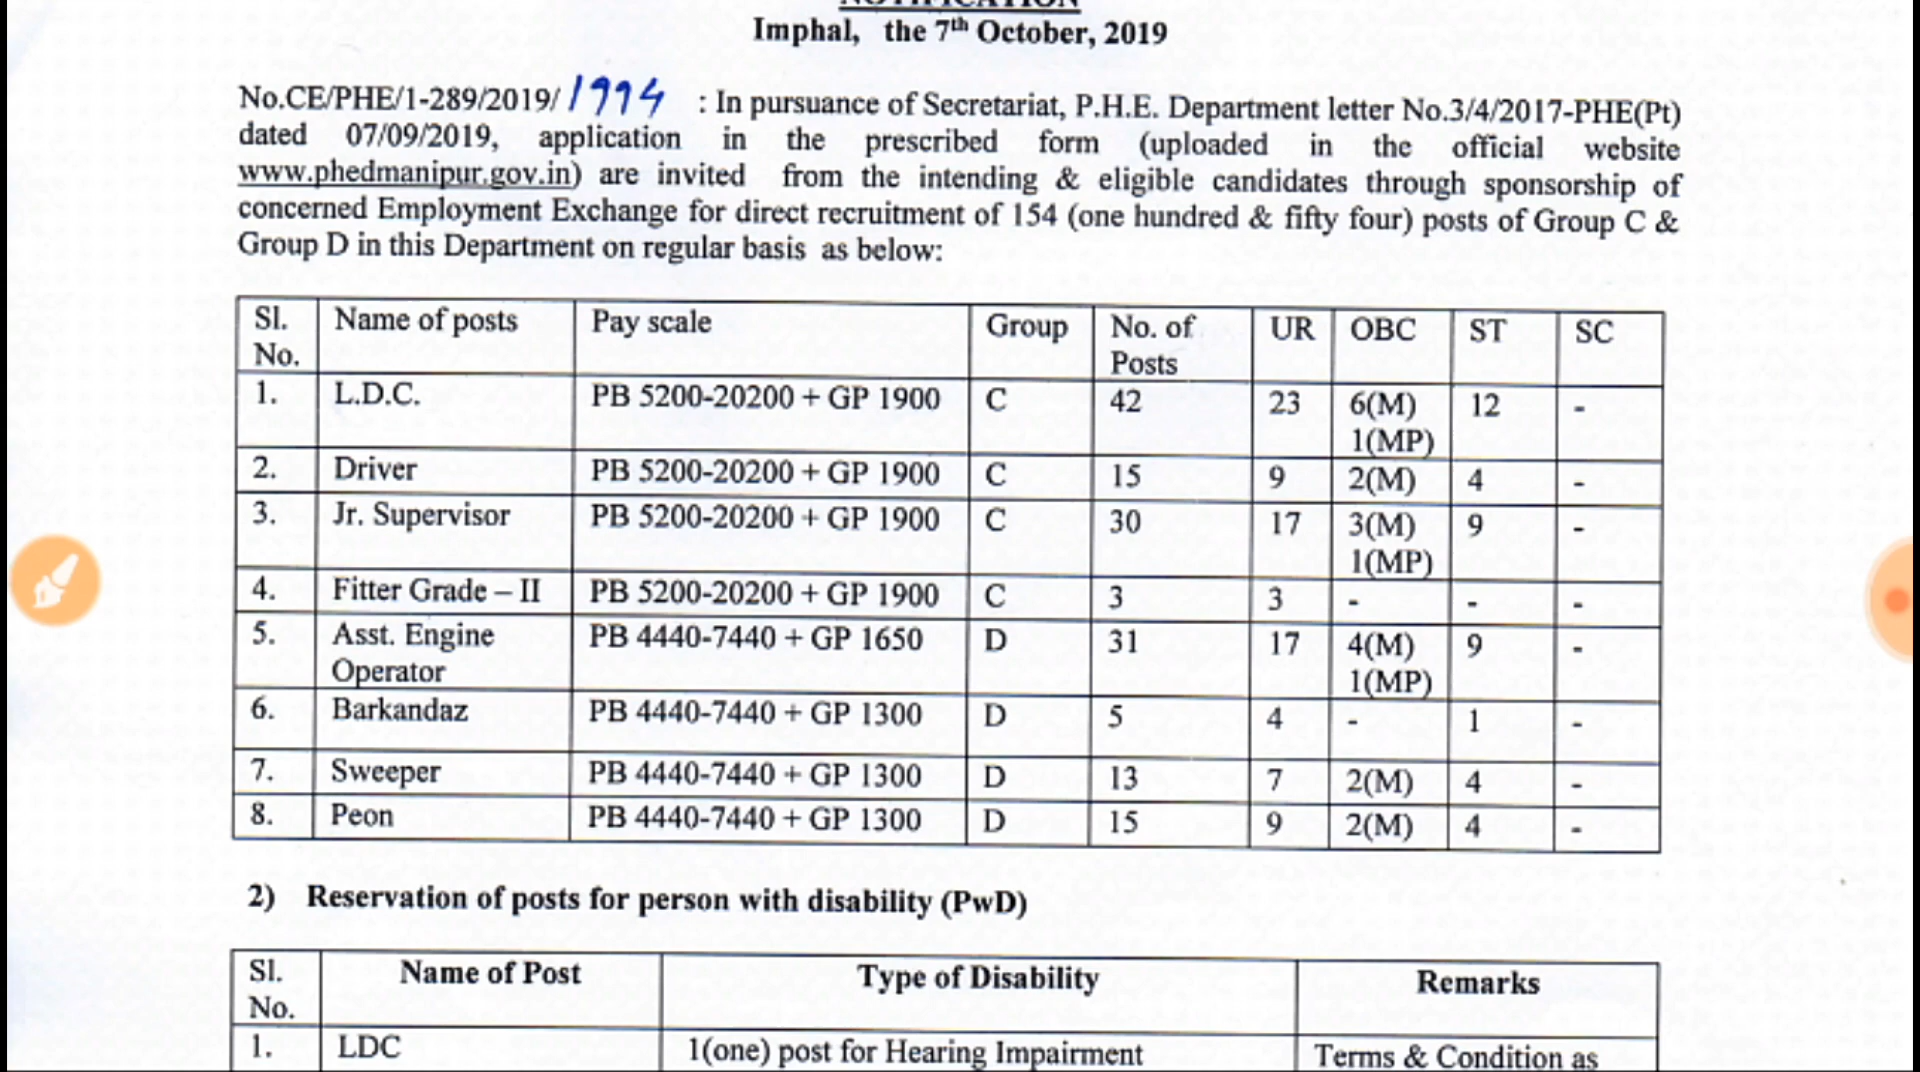 NOTIFICATION
Imphal, the 7th October, 2019
No.CE/PHE/1-289/2019/1994 : In pursuance of Secretariat, P.H.E. Department letter No.3/4/2017-PHE(Pt)
dated 07/09/2019, application in the prescribed form (uploaded in the official website
www.phedmanipur.gov.in) are invited from the intending & eligible candidates through sponsorship of
concerned Employment Exchange for direct recruitment of 154 (one hundred & fifty four) posts of Group C &
Group D in this Department on regular basis as below:
Sl. No. Name of posts Pay scale Group No. of Posts UR OBC ST SC
1. L.D.C. PB 5200-20200 + GP 1900 C 42 23 6(M) 1(MP) 12 -
2. Driver PB 5200-20200 + GP 1900 C 15 9 2(M) 4 -
3. Jr. Supervisor PB 5200-20200 + GP 1900 C 30 17 3(M) 1(MP) 9 -
4. Fitter Grade – II PB 5200-20200 + GP 1900 C 3 3 - - -
5. Asst. Engine Operator PB 4440-7440 + GP 1650 D 31 17 4(M) 1(MP) 9 -
6. Barkandaz PB 4440-7440 + GP 1300 D 5 4 - 1 -
7. Sweeper PB 4440-7440 + GP 1300 D 13 7 2(M) 4 -
8. Peon PB 4440-7440 + GP 1300 D 15 9 2(M) 4 -
2) Reservation of posts for person with disability (PwD)
Sl. No. Name of Post Type of Disability Remarks
1. LDC 1(one) post for Hearing Impairment Terms & Condition as